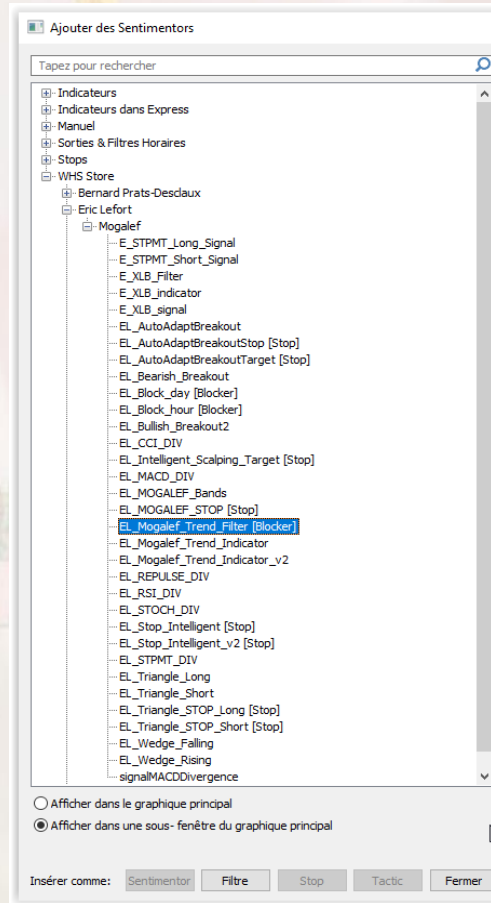 Ajouter des Sentimentors
Tapez pour rechercher
Indicateurs
Indicateurs dans Express
Manuel
Sorties & Filtres Horaires
Stops
WHS Store
Bernard Prats-Desclaux
Eric Lefort
Mogalef
E_STPMT_Long_Signal
E_STPMT_Short_Signal
E_XLB_Filter
E_XLB_indicator
E_XLB_signal
EL_AutoAdaptBreakout
EL_AutoAdaptBreakoutStop [Stop]
EL_AutoAdaptBreakoutTarget [Stop]
EL_Bearish_Breakout
EL_Block_day [Blocker]
EL_Block_hour [Blocker]
EL_Bullish_Breakout2
EL_CCI_DIV
EL_Intelligent_Scalping_Target [Stop]
EL_MACD_DIV
EL_MOGALEF_Bands
EL_MOGALEF_STOP [Stop]
EL_Mogalef_Trend_Filter [Blocker]
EL_Mogalef_Trend_Indicator
EL_Mogalef_Trend_Indicator_v2
EL_REPULSE_DIV
EL_RSI_DIV
EL_STOCH_DIV
EL_Stop_Intelligent [Stop]
EL_Stop_Intelligent_v2 [Stop]
EL_STPMT_DIV
EL_Triangle_Long
EL_Triangle_Short
EL_Triangle_STOP_Long [Stop]
EL_Triangle_STOP_Short [Stop]
EL_Wedge_Falling
EL_Wedge_Rising
signalMACDDivergence
Afficher dans le graphique principal
Afficher dans une sous- fenêtre du graphique principal
Insérer comme: Sentimentor Filtre Stop Tactic Fermer